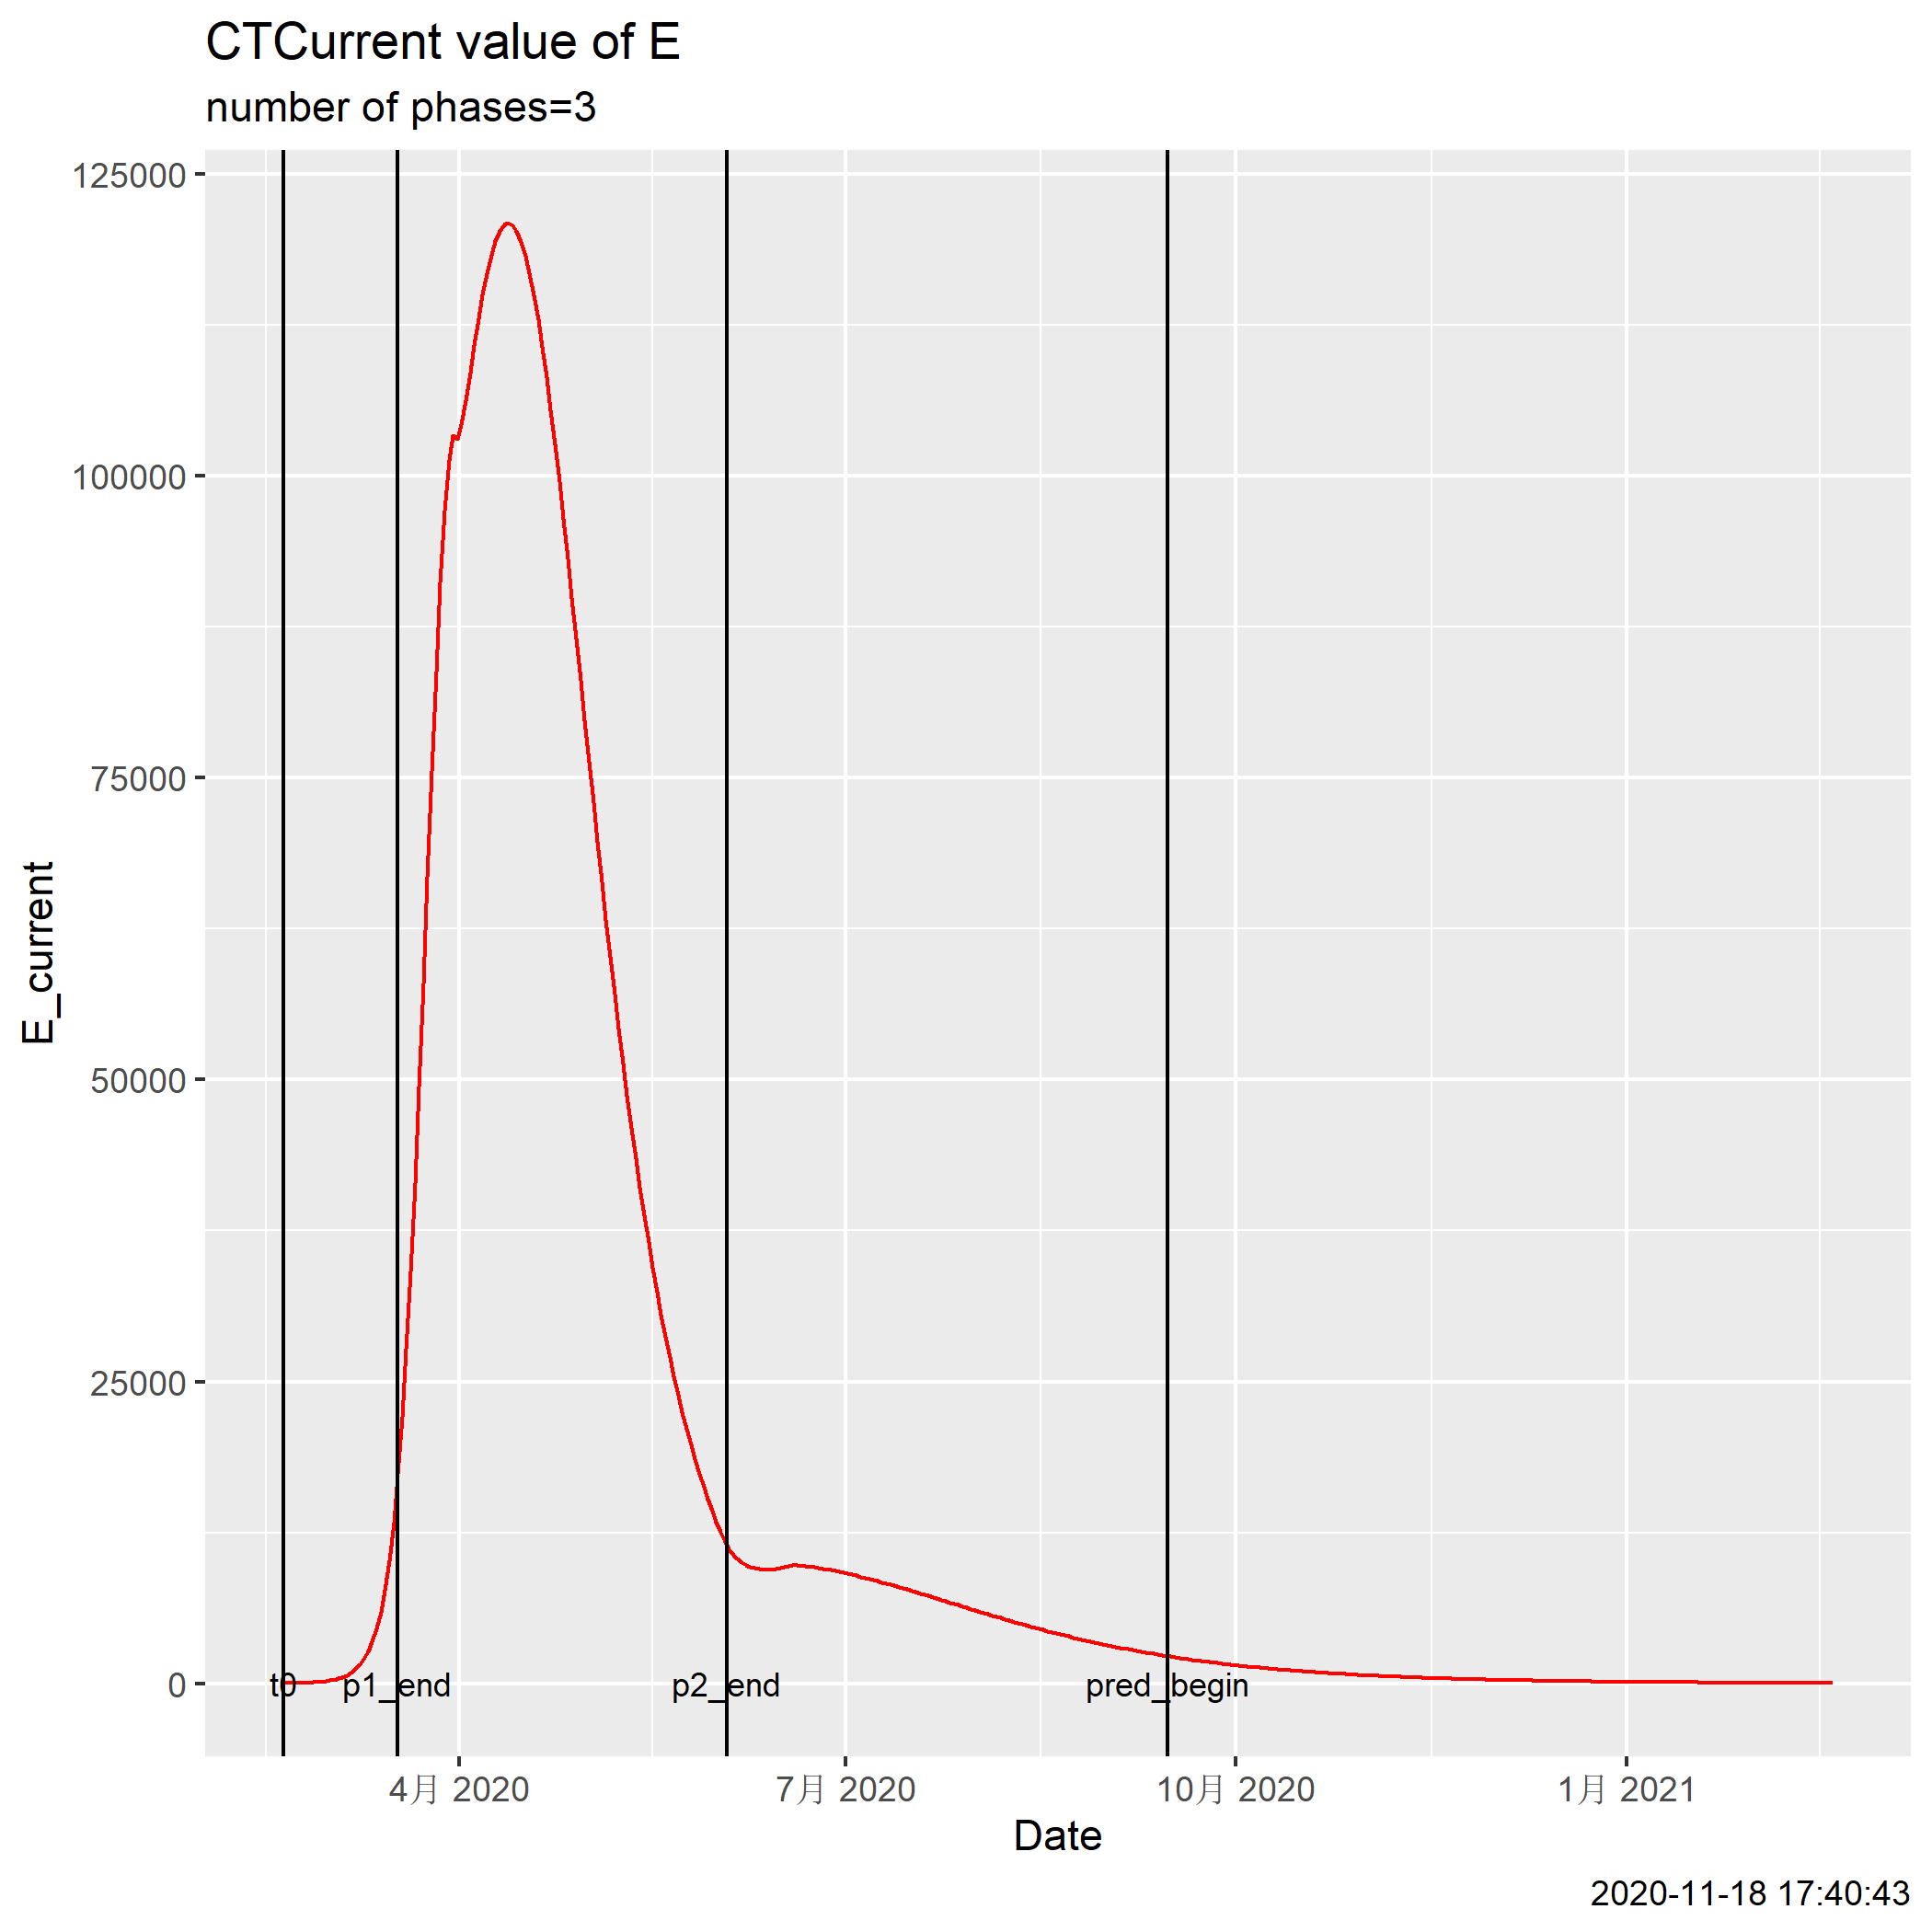 CTCurrent value of E
number of phases=3
125000
100000
75000
50000
25000
0
E_current
t0
p1_end
p2_end
pred_begin
4月 2020
7月 2020
10月 2020
1月 2021
Date
2020-11-18 17:40:43